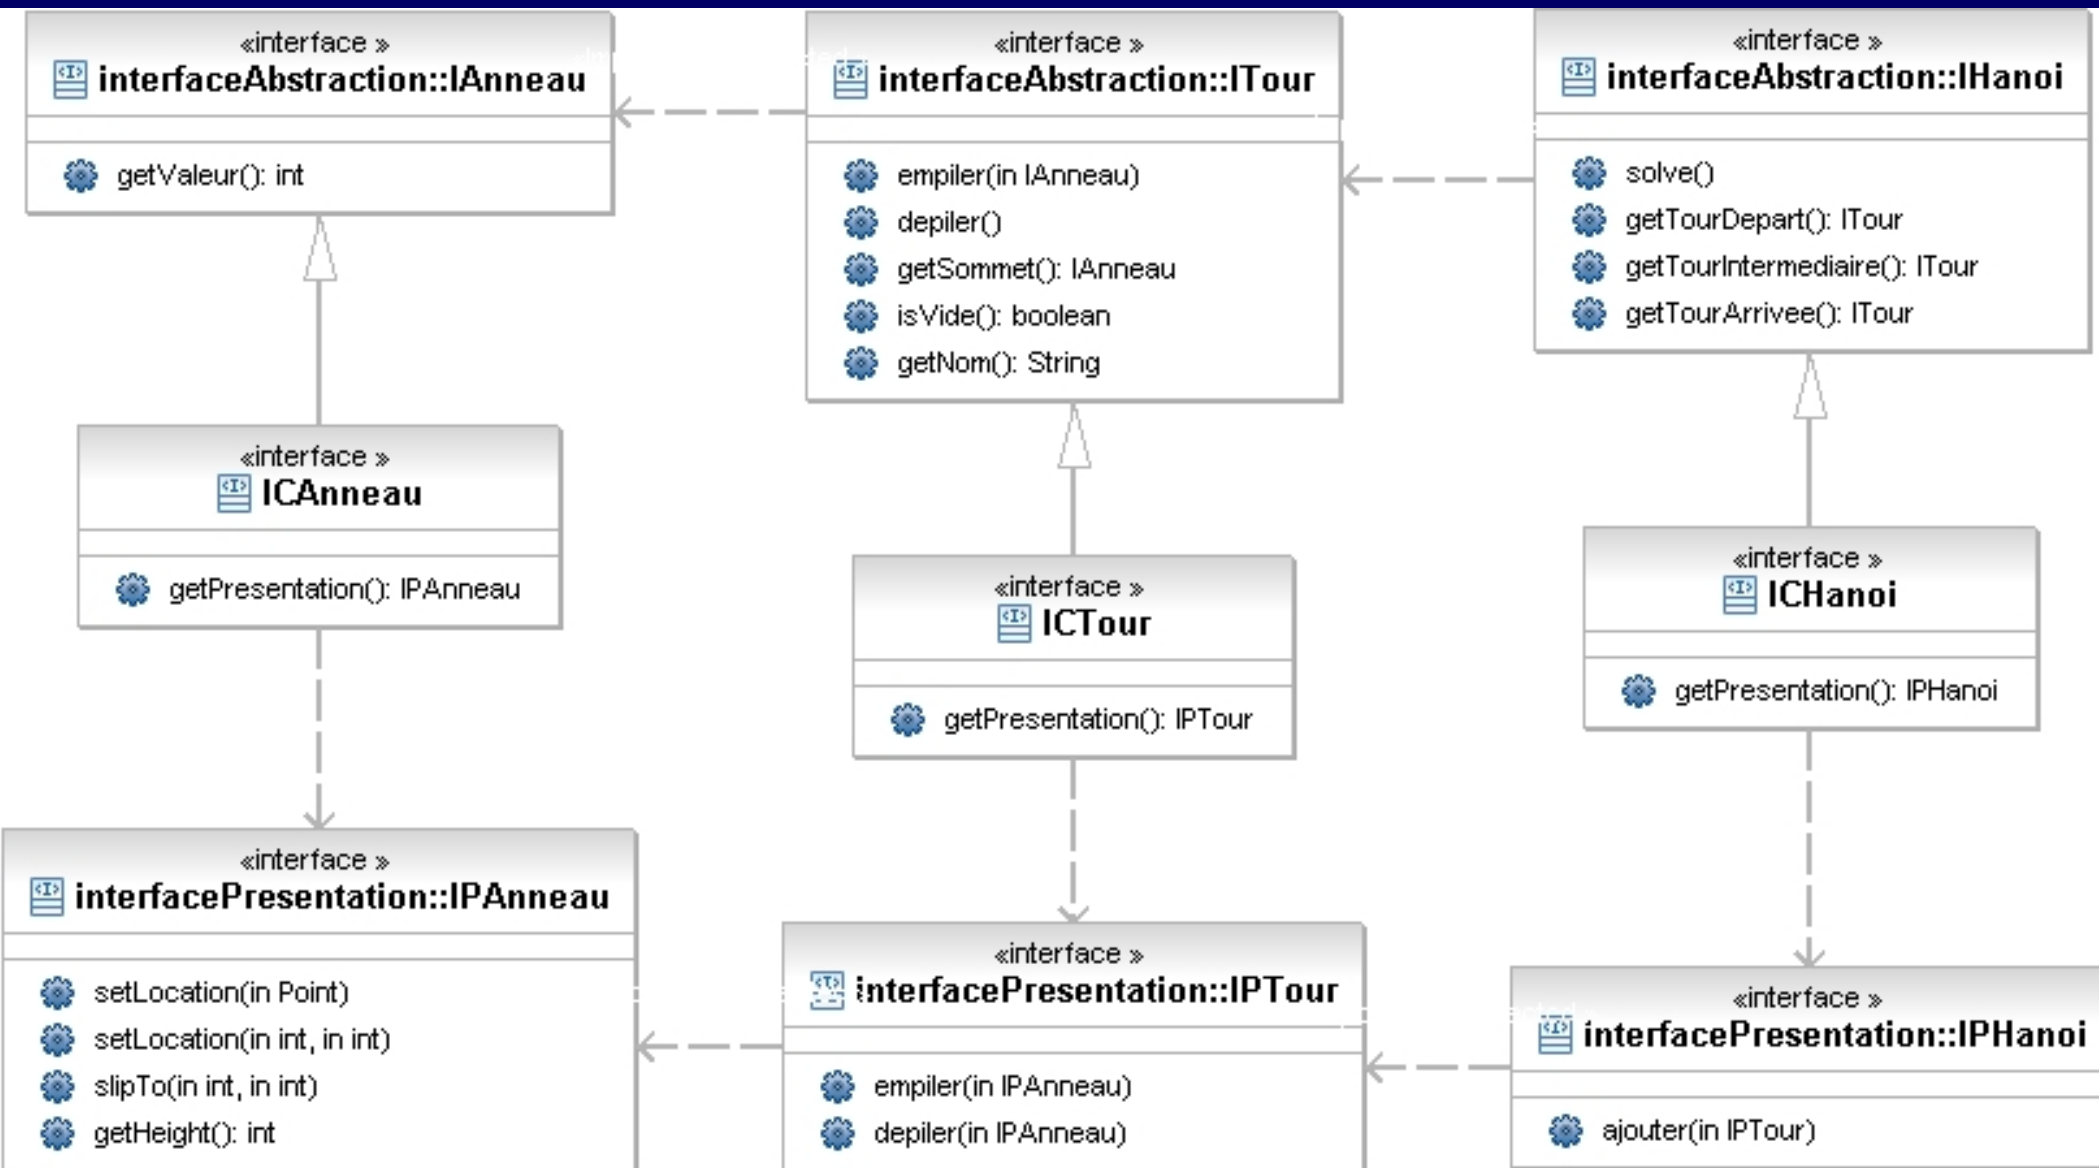 «interface »
interfaceAbstraction::IAnneau
getValeur(): int
«interface »
interfaceAbstraction::ITour
empiler(in IAnneau)
depiler()
getSommet(): IAnneau
isVide(): boolean
getNom(): String
«interface »
interfaceAbstraction::IHanoi
solve()
getTourDepart(): ITour
getTourIntermediaire(): ITour
getTourArrivee(): ITour
«interface »
ICAnneau
getPresentation(): IPAnneau
«interface »
ICTour
getPresentation(): IPTour
«interface »
ICHanoi
getPresentation(): IPHanoi
«interface »
interfacePresentation::IPAnneau
setLocation(in Point)
setLocation(in int, in int)
slipTo(in int, in int)
getHeight(): int
«interface »
interfacePresentation::IPTour
empiler(in IPAnneau)
depiler(in IPAnneau)
«interface »
interfacePresentation::IPHanoi
ajouter(in IPTour)